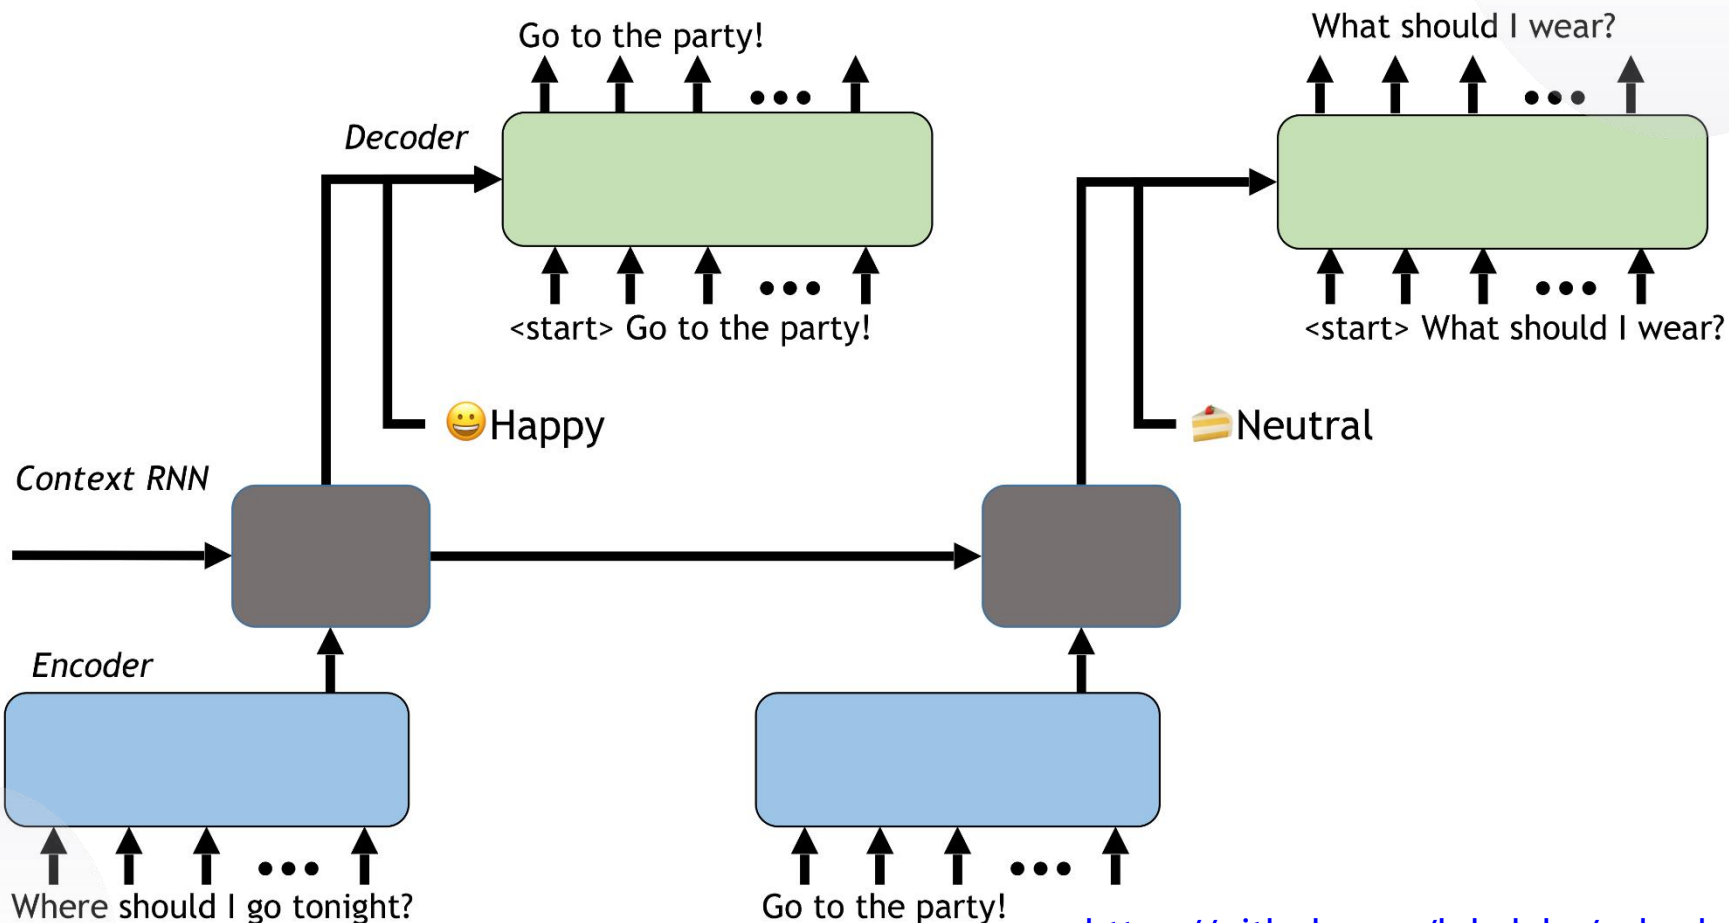 Go to the party!
What should I wear?
Decoder
<start> Go to the party!
<start> What should I wear?
😀Happy
🍰Neutral
Context RNN
Encoder
Where should I go tonight?
Go to the party!